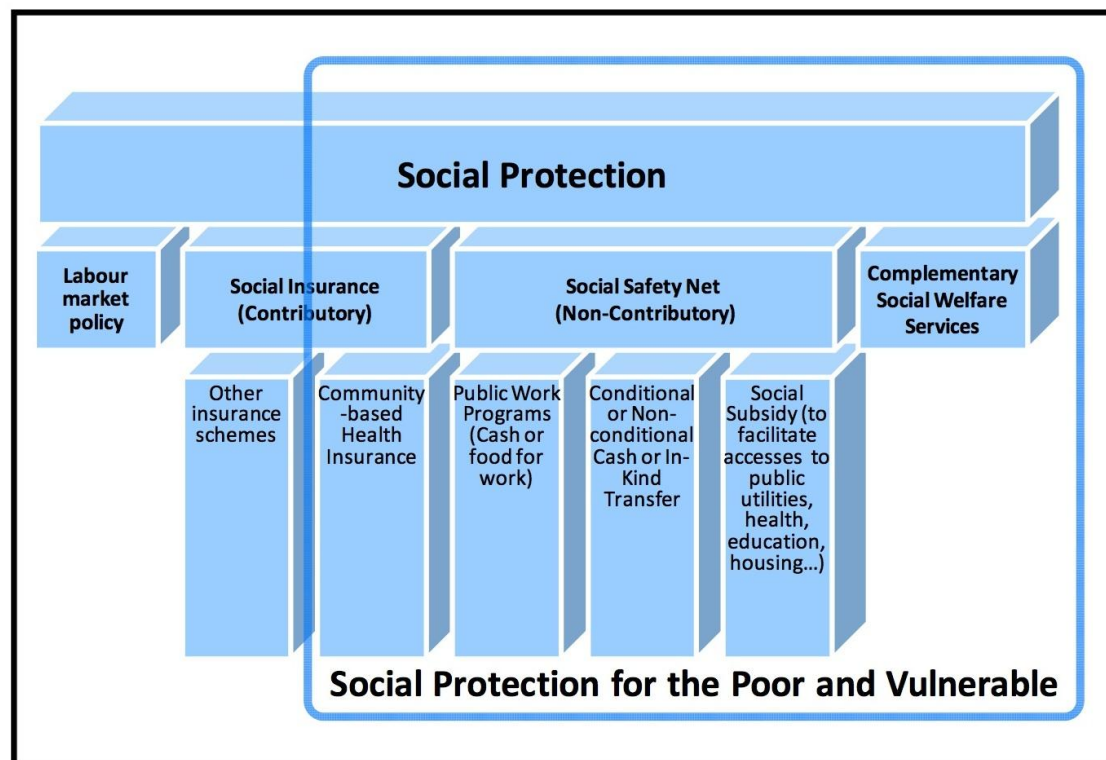 Social Protection
Labour
market
policy
Social Insurance
(Contributory)
Social Safety Net
(Non-Contributory)
Complementary
Social Welfare
Services
Other
insurance
schemes
Community
-based
Health
Insurance
Public Work
Programs
(Cash or
food for
work)
Conditional
or Non-
conditional
Cash or In-
Kind
Transfer
Social
Subsidy (to
facilitate
accesses to
public
utilities,
health,
education,
housing...)
Social Protection for the Poor and Vulnerable